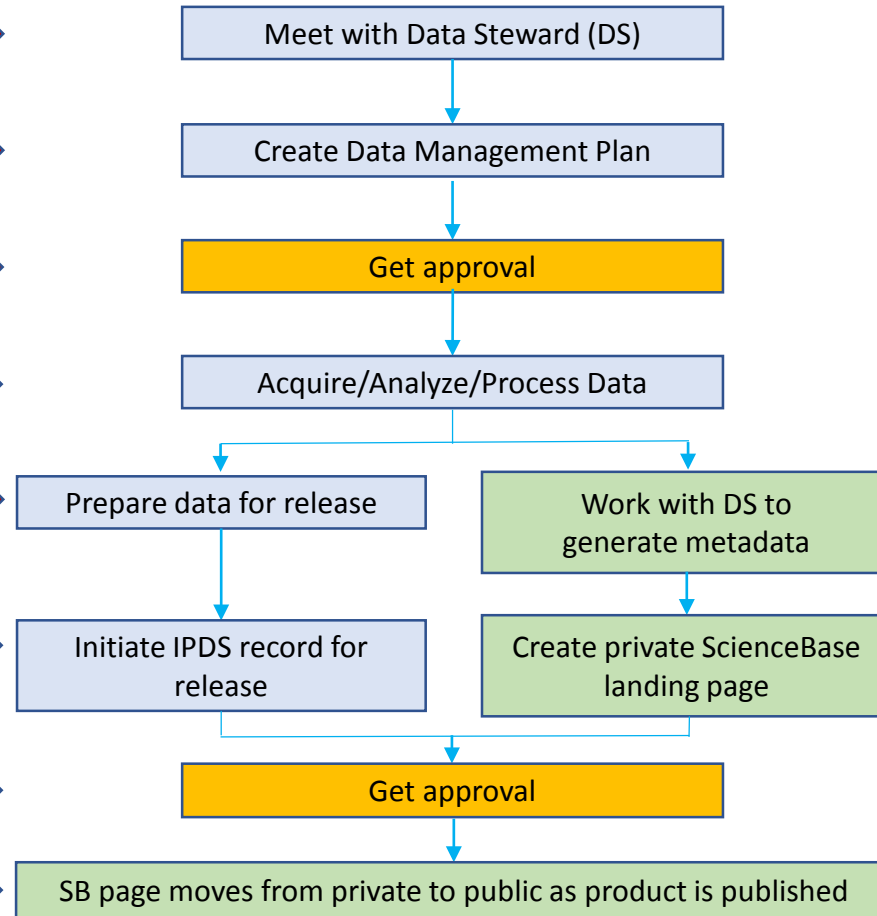 Meet with Data Steward (DS)
Create Data Management Plan
Get approval
Acquire/Analyze/Process Data
Prepare data for release
Work with DS to
generate metadata
Initiate IPDS record for
release
Create private ScienceBase
landing page
Get approval
SB page moves from private to public as product is published